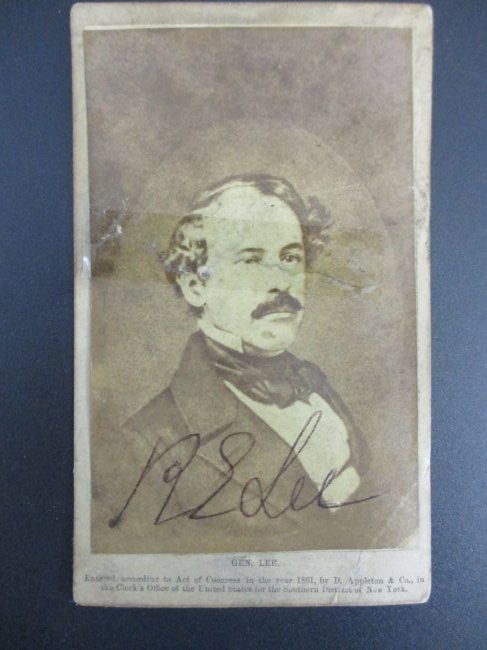 R E Lee
GEN. LEE.
Entered, according to Act of Congress, in the year 1861, by D. Appleton & Co., in
the Clerk's Office of the United States for the Southern District of New York.